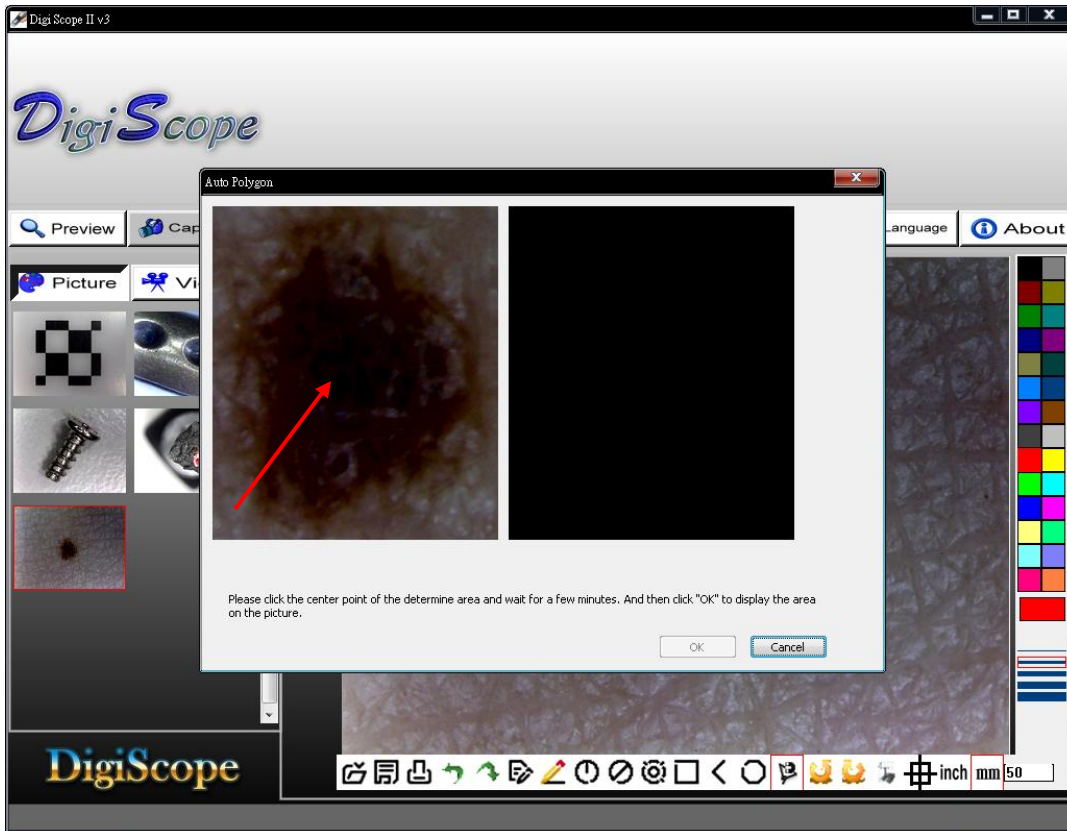 Digi Scope II v3
DigiScope
Auto Polygon
Preview
Cap
Language
About
Picture
Vi
Please click the center point of the determine area and wait for a few minutes. And then click "OK" to display the area
on the picture.
OK
Cancel
DigiScope
inch
mm
50